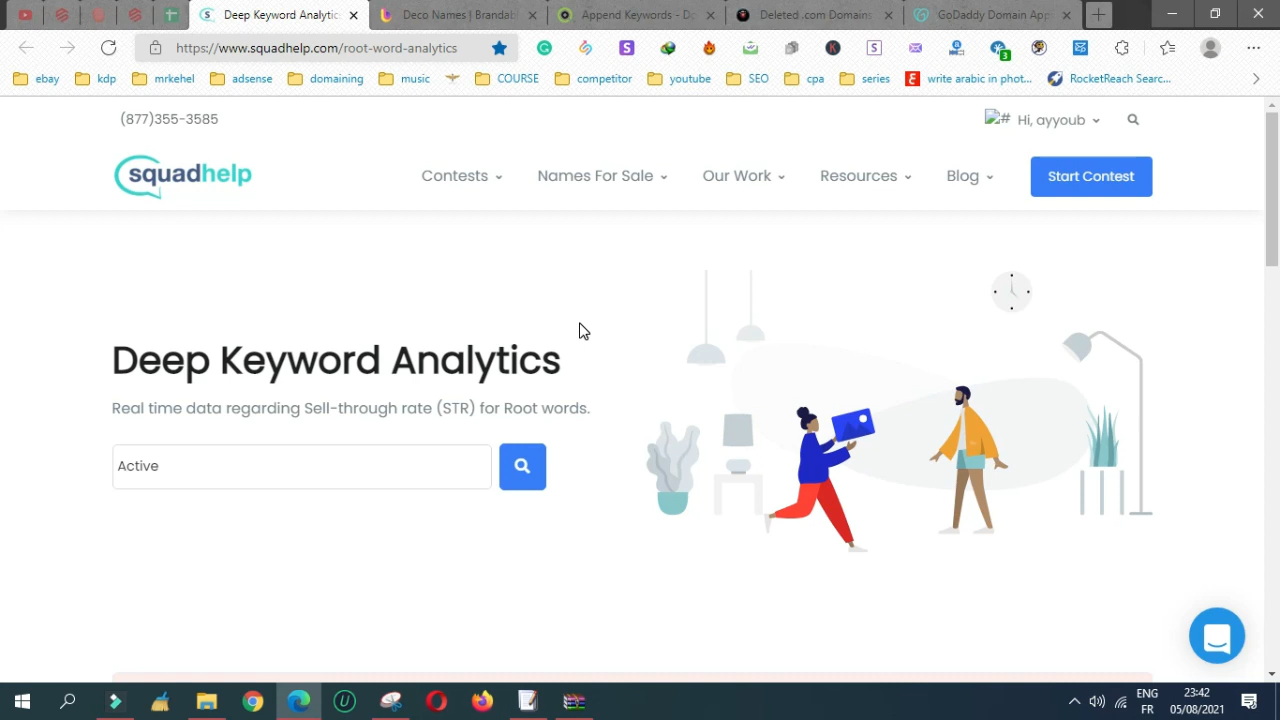 Deep Keyword Analytic
Deco Names | Brandab
Append Keywords - Do
Deleted .com Domains
GoDaddy Domain App
https://www.squadhelp.com/root-word-analytics
3
ebay
kdp
mrkehel
adsense
domaining
music
COURSE
competitor
youtube
SEO
cpa
series
write arabic in phot...
RocketReach Searc...
(877)355-3585
# Hi, ayyoub
squadhelp
Contests
Names For Sale
Our Work
Resources
Blog
Start Contest
Deep Keyword Analytics
Real time data regarding Sell-through rate (STR) for Root words.
Active
ENG
FR
23:42
05/08/2021